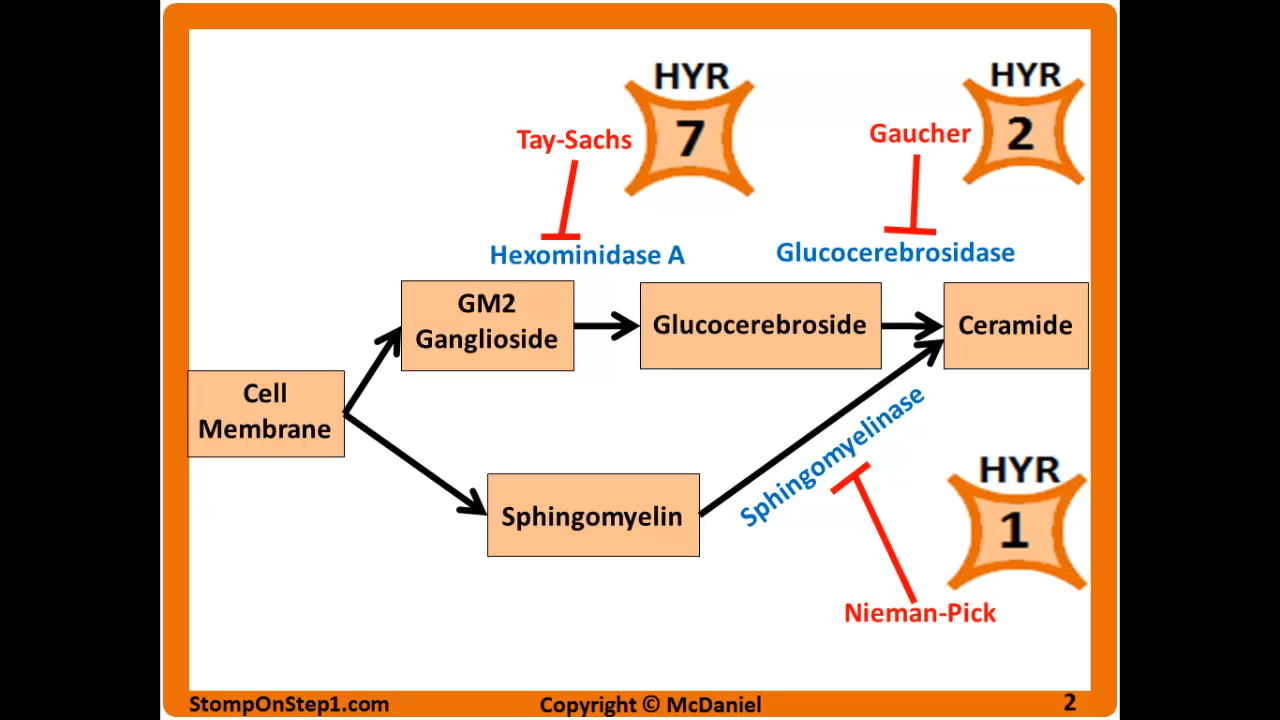 HYR
7
HYR
2
Tay-Sachs
Gaucher
Hexominidase A
Glucocerebrosidase
GM2
Ganglioside
Glucocerebroside
Ceramide
Cell
Membrane
Sphingomyelinase
Sphingomyelin
HYR
1
Nieman-Pick
StompOnStep1.com
Copyright © McDaniel
2